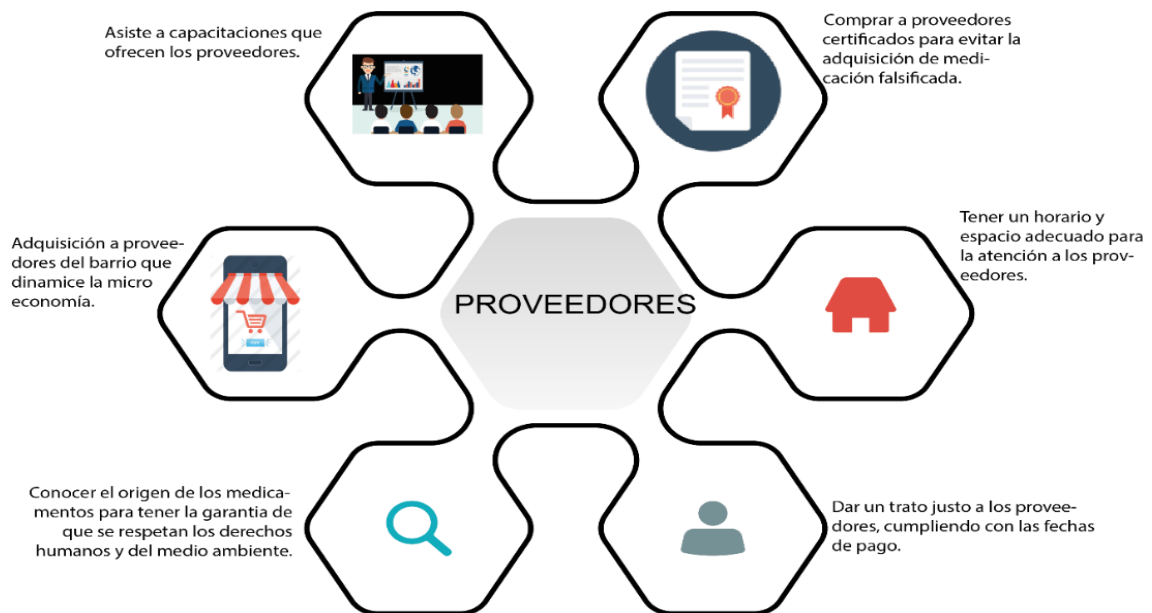 Asiste a capacitaciones que
ofrecen los proveedores.
Comprar a proveedores
certificados para evitar la
adquisición de medi-
cación falsificada.
Adquisición a provee-
dores del barrio que
dinamice la micro
economía.
PROVEEDORES
Tener un horario y
espacio adecuado para
la atención a los prov-
eedores.
Conocer el origen de los medica-
mentos para tener la garantia de
que se respetan los derechos
humanos y del medio ambiente.
Dar un trato justo a los provee-
dores, cumpliendo con las fechas
de pago.